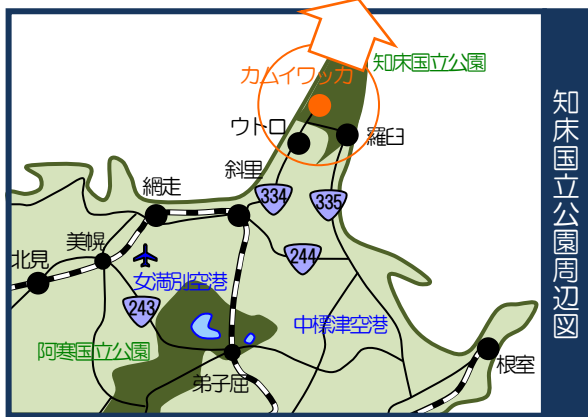 知床国立公園周辺図
カムイワッカ
知床国立公園
ウトロ
羅臼
斜里
334
335
網走
美幌
北見
244
女満別空港
243
中標津空港
阿寒国立公園
弟子屈
根室